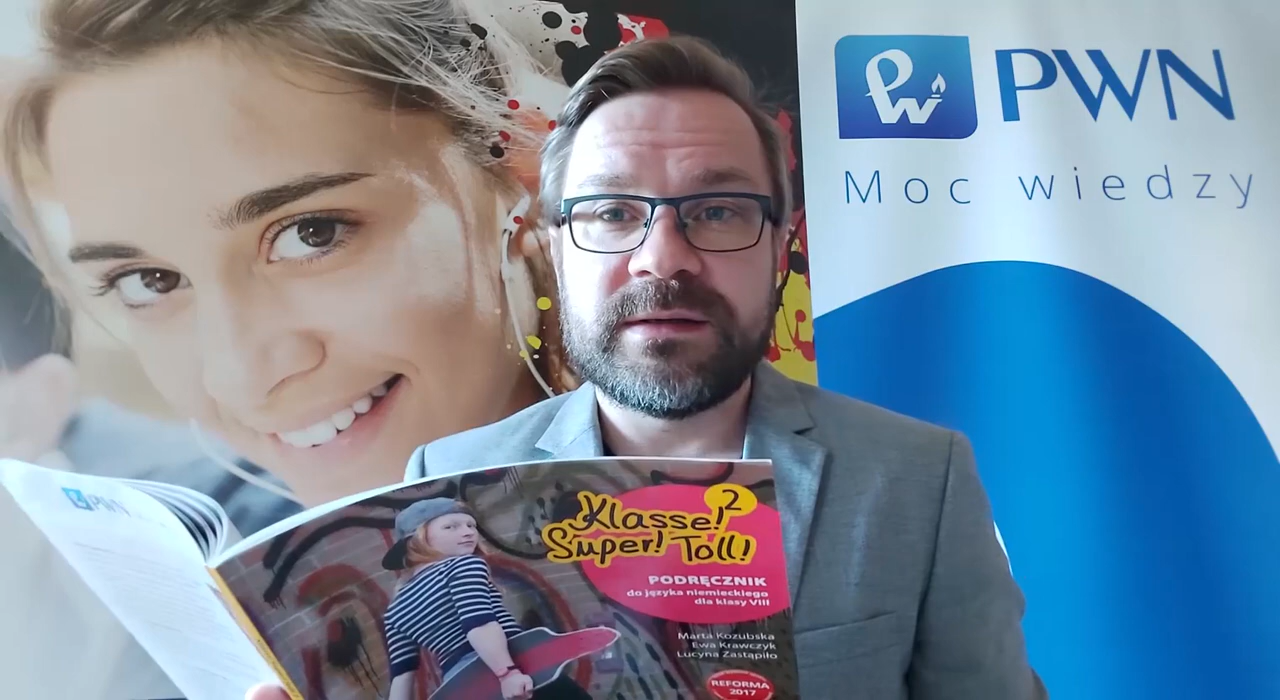 PWN
Moc wiedzy
PWN
Klasse! 2
Super! Toll!
PODRĘCZNIK
do języka niemieckiego
dla klasy VIII
Marta Kozubska
Ewa Krawczyk
Lucyna Zastąpiło
REFORMA
2017